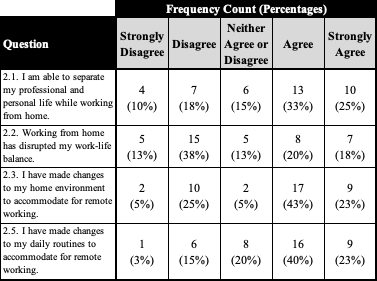 Frequency Count (Percentages)
Question
Strongly
Disagree
Disagree
Neither
Agree or
Disagree
Agree
Strongly
Agree
2.1. I am able to separate
my professional and
personal life while working
from home.
4
(10%)
7
(18%)
6
(15%)
13
(33%)
10
(25%)
2.2. Working from home
has disrupted my work-life
balance.
5
(13%)
15
(38%)
5
(13%)
8
(20%)
7
(18%)
2.3. I have made changes
to my home environment
to accommodate for remote
working.
2
(5%)
10
(25%)
2
(5%)
17
(43%)
9
(23%)
2.5. I have made changes
to my daily routines to
accommodate for remote
working.
1
(3%)
6
(15%)
8
(20%)
16
(40%)
9
(23%)